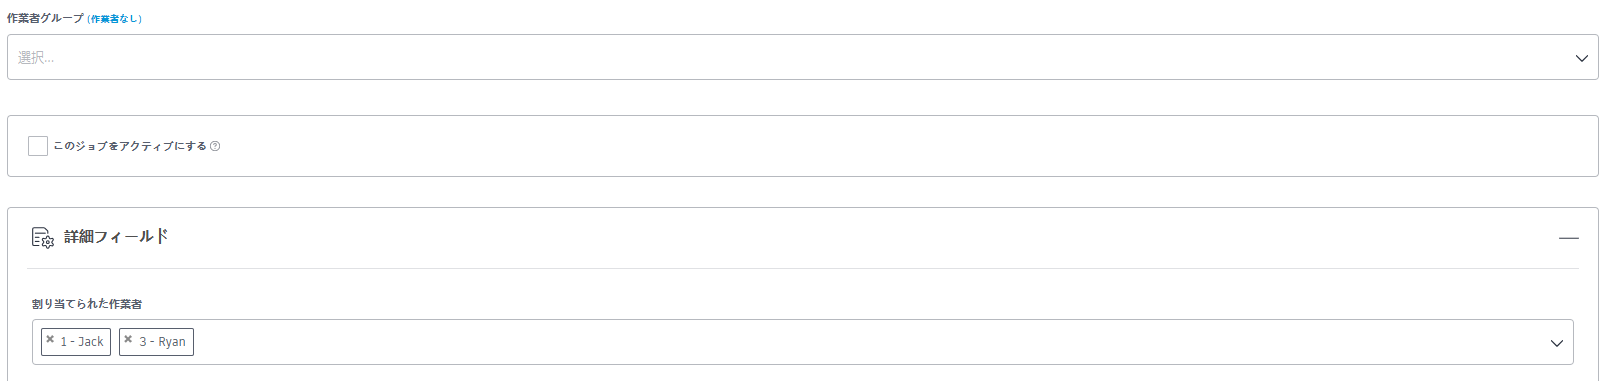 作業者グループ (作業者なし)
選択...
このジョブをアクティブにする
詳細フィールド
割り当てられた作業者
× 1 - Jack × 3 - Ryan